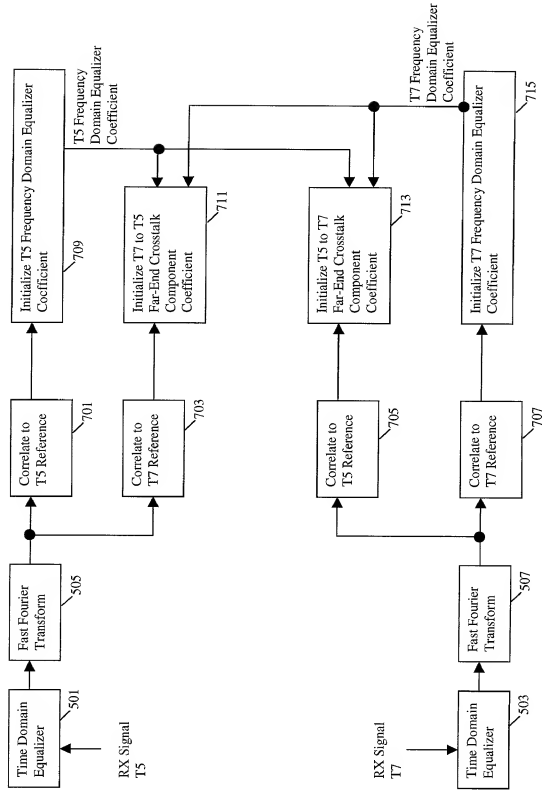 RX Signal
T5
Time Domain
Equalizer
501
Fast Fourier
Transform
505
Correlate to
T5 Reference
701
Correlate to
T7 Reference
703
Initialize T5 Frequency Domain Equalizer
Coefficient
709
T5 Frequency
Domain Equalizer
Coefficient
Initialize T7 to T5
Far-End Crosstalk
Component
Coefficient
711
RX Signal
T7
Time Domain
Equalizer
503
Fast Fourier
Transform
507
Correlate to
T5 Reference
705
Correlate to
T7 Reference
707
Initialize T5 to T7
Far-End Crosstalk
Component
Coefficient
713
T7 Frequency
Domain Equalizer
Coefficient
Initialize T7 Frequency Domain Equalizer
Coefficient
715